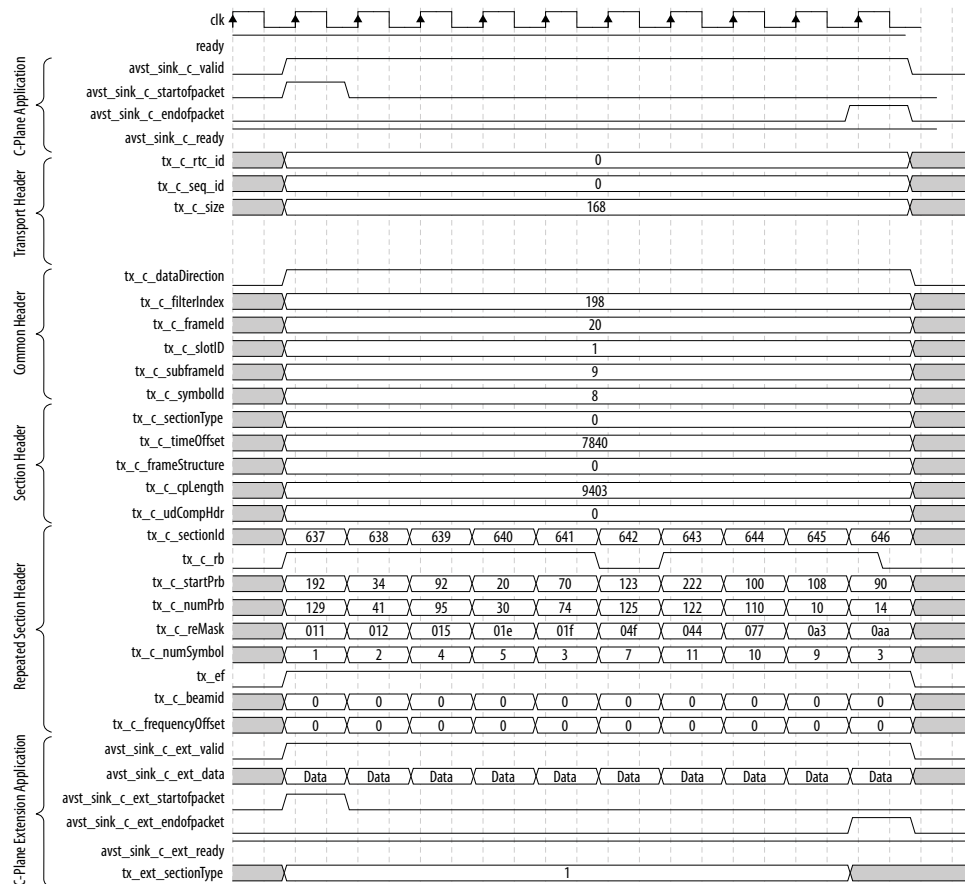 clk
ready
C-Plane Application
avst_sink_c_valid
avst_sink_c_startofpacket
avst_sink_c_endofpacket
avst_sink_c_ready
Transport Header
tx_c_rtc_id 0
tx_c_seq_id 0
tx_c_size 168
Common Header
tx_c_dataDirection
tx_c_filterIndex 198
tx_c_frameId 20
tx_c_slotID 1
tx_c_subframeId 9
tx_c_symbolId 8
Section Header
tx_c_sectionType 0
tx_c_timeOffset 7840
tx_c_frameStructure 0
tx_c_cpLength 9403
tx_c_udCompHdr 0
Repeated Section Header
tx_c_sectionId 637 638 639 640 641 642 643 644 645 646
tx_c_rb
tx_c_startPrb 192 34 92 20 70 123 222 100 108 90
tx_c_numPrb 129 41 95 30 74 125 122 110 10 14
tx_c_reMask 011 012 015 01e 01f 04f 044 077 0a3 0aa
tx_c_numSymbol 1 2 4 5 3 7 11 10 9 3
tx_ef
tx_c_beamid 0 0 0 0 0 0 0 0 0 0
tx_c_frequencyOffset 0 0 0 0 0 0 0 0 0 0
C-Plane Extension Application
avst_sink_c_ext_valid
avst_sink_c_ext_data Data Data Data Data Data Data Data Data Data Data
avst_sink_c_ext_startofpacket
avst_sink_c_ext_endofpacket
avst_sink_c_ext_ready
tx_ext_sectionType 1